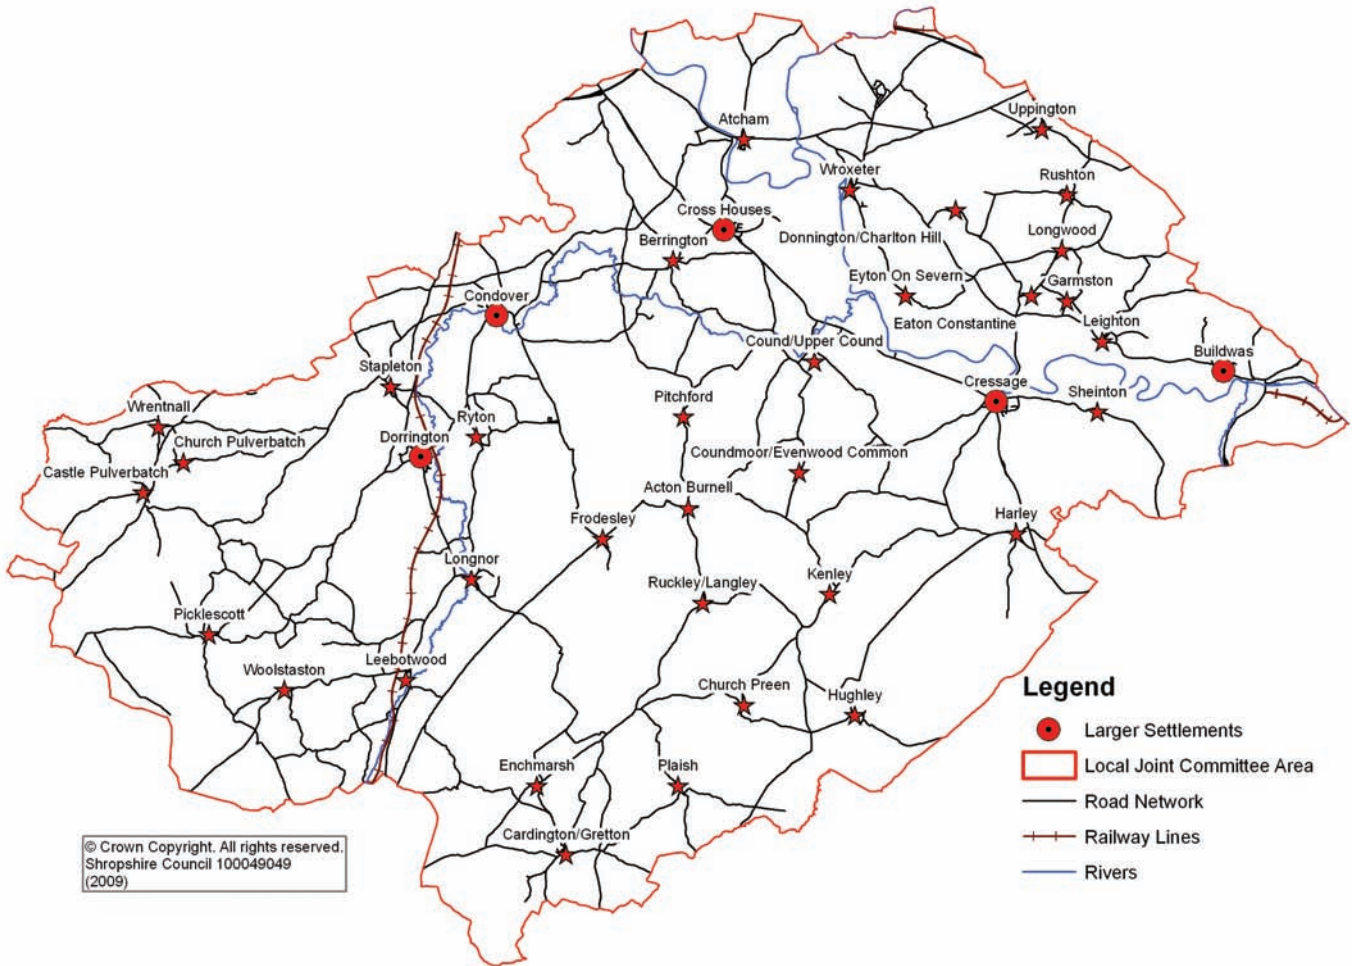 Uppington
Atcham
Wroxeter
Rushton
Cross Houses
Longwood
Berrington
Donnington/Charlton Hill
Eyton On Severn
Garmston
Condover
Eaton Constantine
Leighton
Cound/Upper Cound
Buildwas
Stapleton
Cressage
Sheinton
Pitchford
Wrentnall
Ryton
Church Pulverbatch
Dorrington
Coundmoor/Evenwood Common
Castle Pulverbatch
Acton Burnell
Frodesley
Harley
Longnor
Ruckley/Langley
Kenley
Picklescott
Leebotwood
Woolstaston
Church Preen
Hughley
Enchmarsh
Plaish
Cardington/Gretton
Legend
Larger Settlements
Local Joint Committee Area
Road Network
Railway Lines
Rivers
© Crown Copyright. All rights reserved.
Shropshire Council 100049049
(2009)